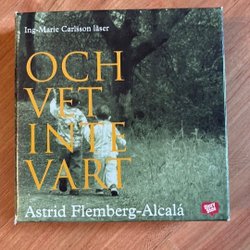 Ing-Marie Carlsson läser
OCH
VET
INTE
VART
Astrid Flemberg-Alcalá